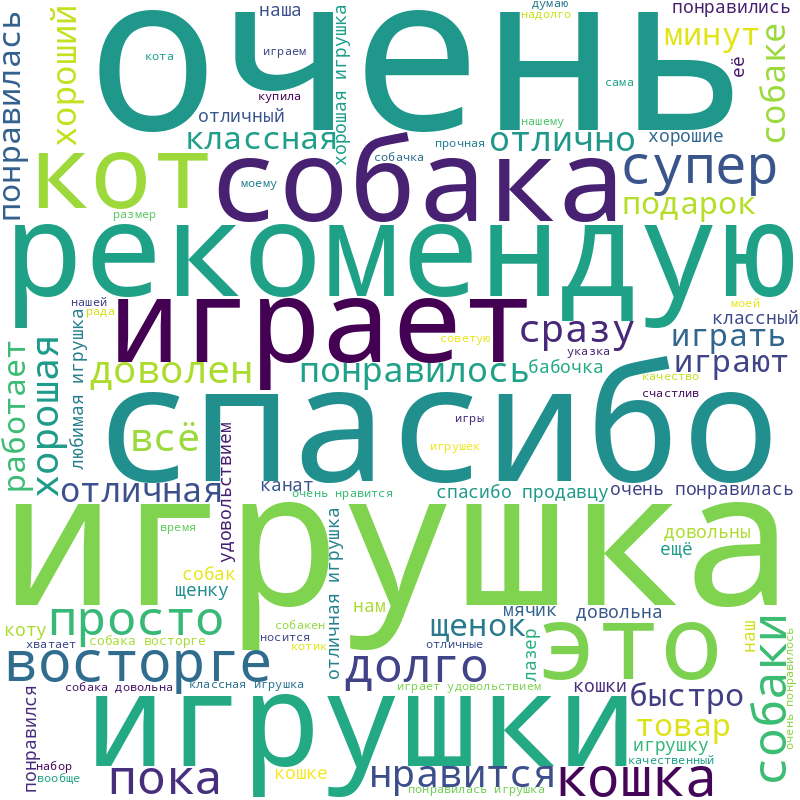 понравилась
хороший
наша
игрушка
думаю
надолго
понравились
очень
минут
собаке
её
кота
играем
купила
сама
хорошая игрушка
отличный
нашему
классная
прочная
отлично
хорошие
кот
собака
собачка
супер
моему
подарок
размер
рекомендую
нашей
рада
играет
моей
классный
сразу
советую
играть
указка
любимая игрушка
работает
хорошая
доволен
понравилось
бабочка
играют
качество
счастлив
спасибо
всё
удовольствием
игры
игрушек
отличная
канат
очень нравится
спасибо продавцу
очень понравилась
игрушка
время
довольны
ещё
собак
щенку
отличная игрушка
нам
мячик
довольна
коту
просто
собакен
щенок
это
наш
собаки
очень понравилось
хватает
собака восторге
носится
котик
отличные
лазер
восторге
долго
кошки
быстро
понравился
собака довольна
классная игрушка
играет удовольствием
игрушки
товар
игрушку
качественный
набор
вообще
пока
кошке
нравится
кошка
понравилась игрушка